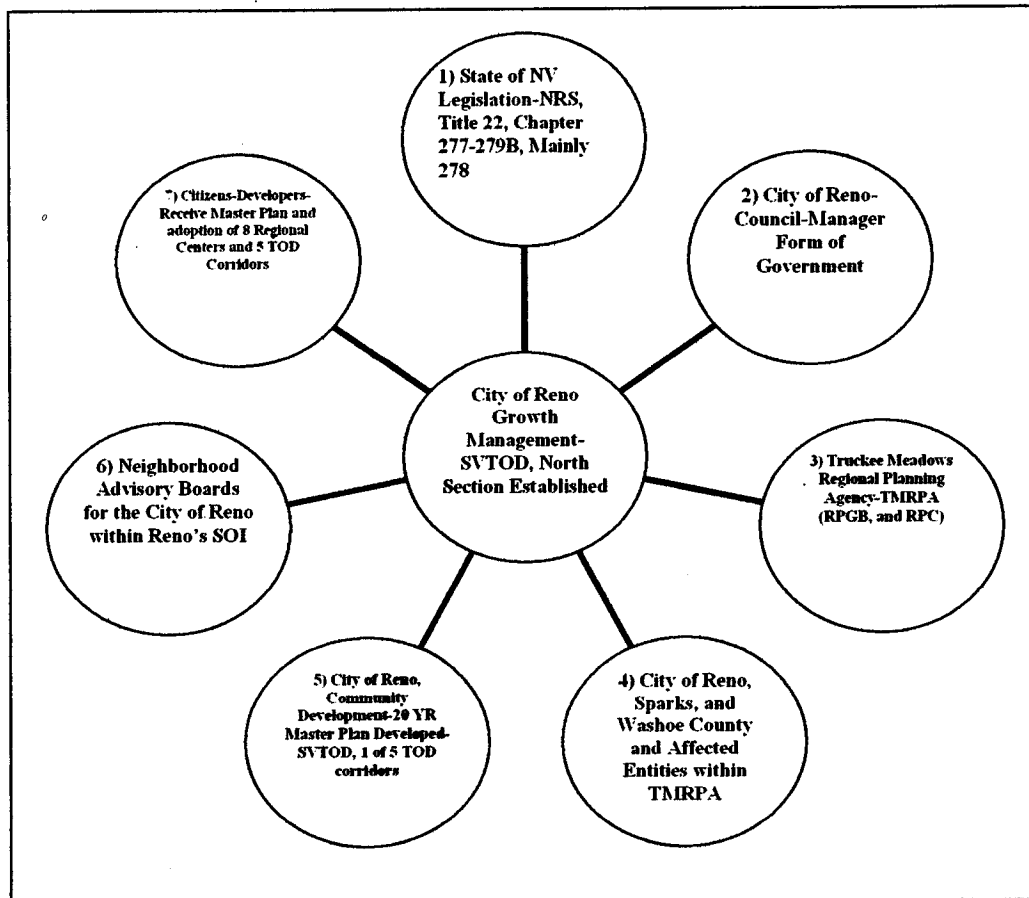 1) State of NV
Legislation-NRS,
Title 22, Chapter
277-279B, Mainly
278
2) City of Reno-
Council-Manager
Form of
Government
3) Truckee Meadows
Regional Planning
Agency-TMRPA
(RPGB, and RPC)
4) City of Reno,
Sparks, and
Washoe County
and Affected
Entities within
TMRPA
5) City of Reno,
Community
Development-20 YR
Master Plan Developed-
SVTOD, 1 of 5 TOD
corridors
6) Neighborhood
Advisory Boards
for the City of Reno
within Reno's SOI
7) Citizens-Developers-
Receive Master Plan and
adoption of 8 Regional
Centers and 5 TOD
Corridors
City of Reno
Growth
Management-
SVTOD, North
Section Established